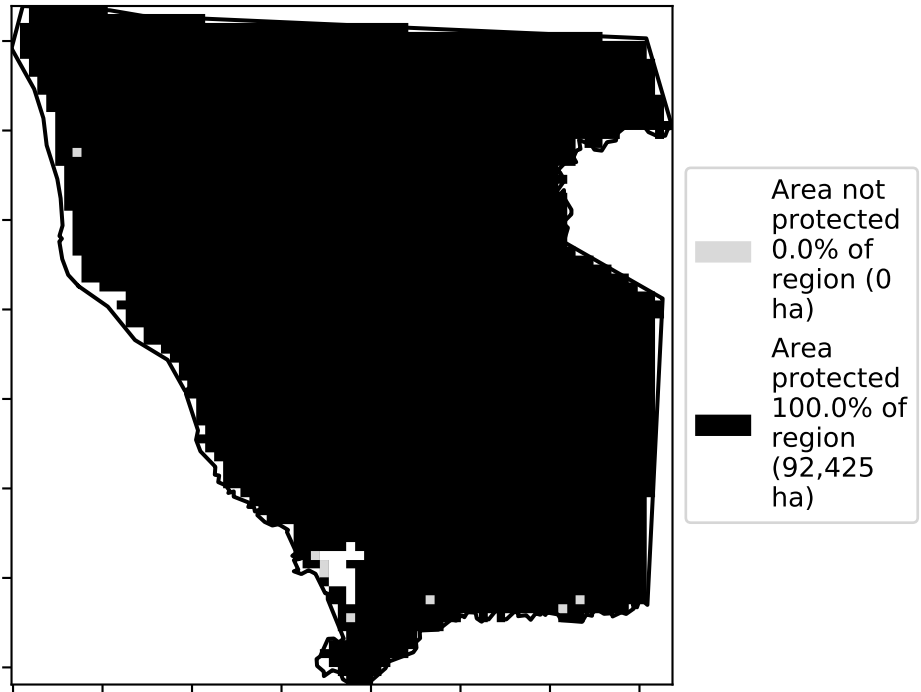 Area not
protected
0.0% of
region (0
ha)
Area
protected
100.0% of
region
(92,425
ha)